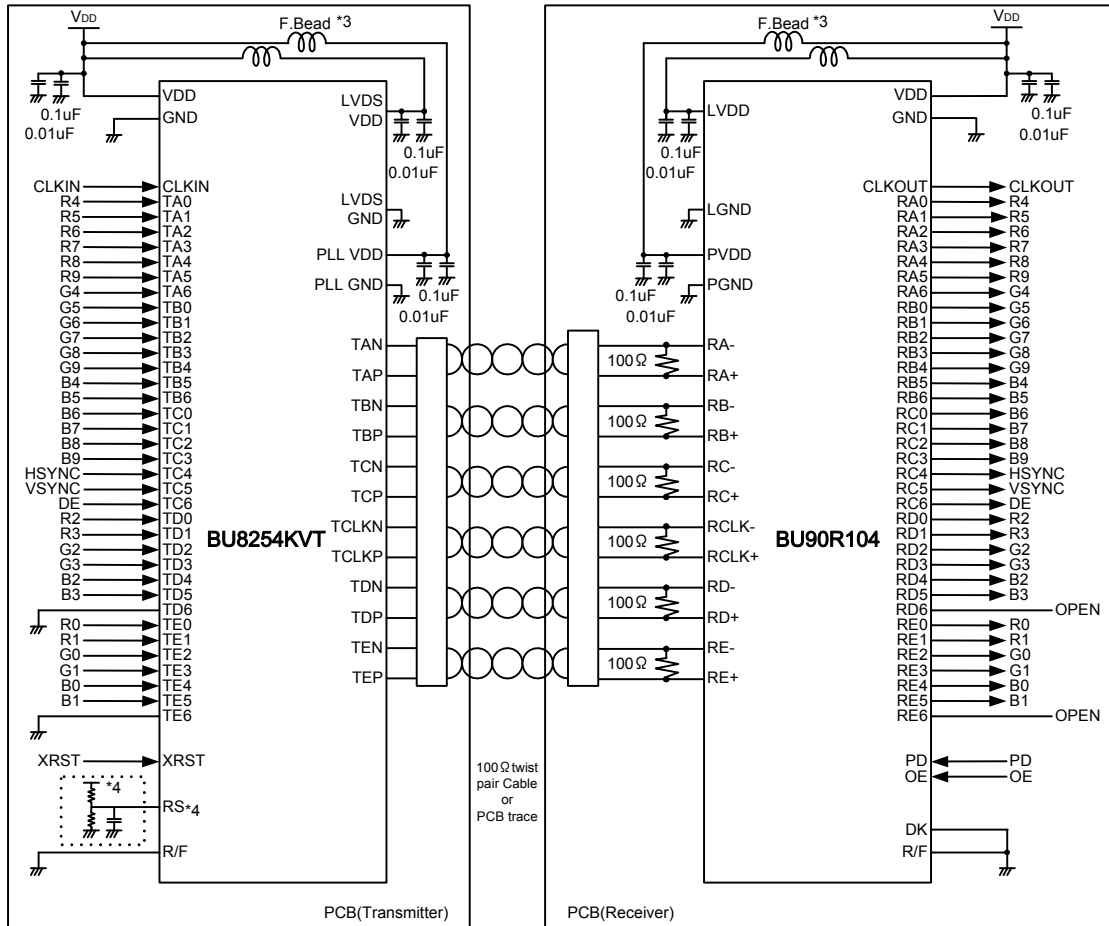 VDD
F.Bead *3
0.1uF
0.01uF
VDD
GND
LVDS
VDD
0.1uF
0.01uF
LVDS
GND
PLL VDD
PLL GND
0.1uF
0.01uF
CLKIN CLKIN
R4 TA0
R5 TA1
R6 TA2
R7 TA3
R8 TA4
R9 TA5
G4 TA6
G5 TB0
G6 TB1
G7 TB2
G8 TB3
G9 TB4
B4 TB5
B5 TB6
B6 TC0
B7 TC1
B8 TC2
B9 TC3
HSYNC TC4
VSYNC TC5
DE TC6
R2 TD0
R3 TD1
G2 TD2
G3 TD3
B2 TD4
B3 TD5
TD6
R0 TE0
R1 TE1
G0 TE2
G1 TE3
B0 TE4
B1 TE5
TE6
XRST XRST
*4
RS*4
R/F
BU8254KVT
TAN
TAP
TBN
TBP
TCN
TCP
TCLKN
TCLKP
TDN
TDP
TEN
TEP
PCB(Transmitter)
100Ω twist
pair Cable
or
PCB trace
F.Bead *3
VDD
0.1uF
0.01uF
VDD
GND
LVDD
0.1uF
0.01uF
LGND
PVDD
PGND
0.1uF
0.01uF
100Ω
RA-
RA+
100Ω
RB-
RB+
100Ω
RC-
RC+
100Ω
RCLK-
RCLK+
100Ω
RD-
RD+
100Ω
RE-
RE+
BU90R104
CLKOUT CLKOUT
RA0 R4
RA1 R5
RA2 R6
RA3 R7
RA4 R8
RA5 R9
RA6 G4
RB0 G5
RB1 G6
RB2 G7
RB3 G8
RB4 G9
RB5 B4
RB6 B5
RC0 B6
RC1 B7
RC2 B8
RC3 B9
RC4 HSYNC
RC5 VSYNC
RC6 DE
RD0 R2
RD1 R3
RD2 G2
RD3 G3
RD4 B2
RD5 B3
RD6 OPEN
RE0 R0
RE1 R1
RE2 G0
RE3 G1
RE4 B0
RE5 B1
RE6 OPEN
PD PD
OE OE
DK
R/F
PCB(Receiver)